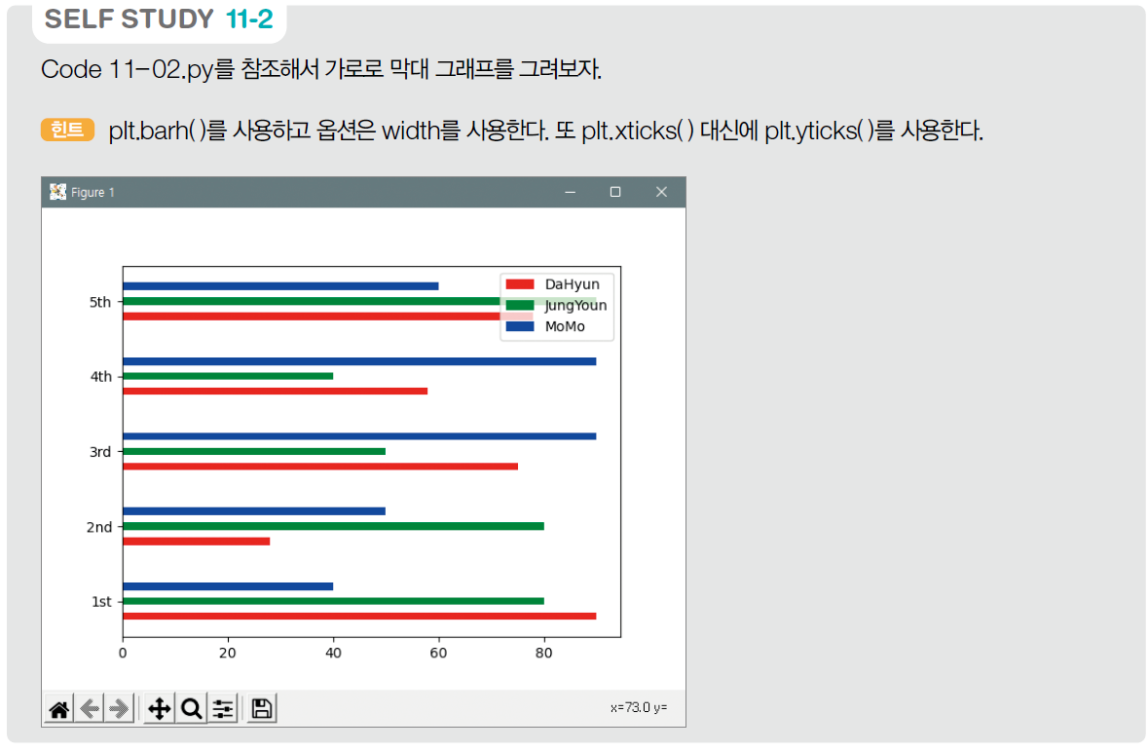 SELF STUDY 11-2
Code 11-02.py를 참조해서 가로로 막대 그래프를 그려보자.
힌트 plt.barh( )를 사용하고 옵션은 width를 사용한다. 또 plt.xticks( ) 대신에 plt.yticks( )를 사용한다.
Figure 1
DaHyun
JungYoun
MoMo
5th
4th
3rd
2nd
1st
0 20 40 60 80
x=73.0 y=